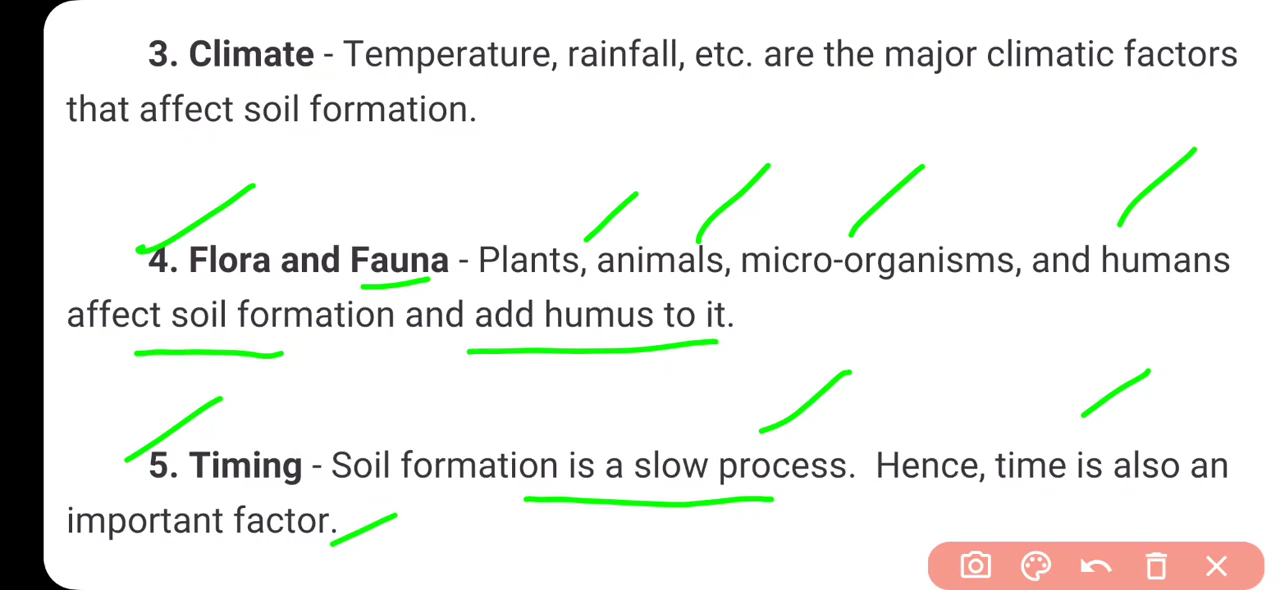 3. Climate - Temperature, rainfall, etc. are the major climatic factors
that affect soil formation.
4. Flora and Fauna - Plants, animals, micro-organisms, and humans
affect soil formation and add humus to it.
5. Timing - Soil formation is a slow process.  Hence, time is also an
important factor.